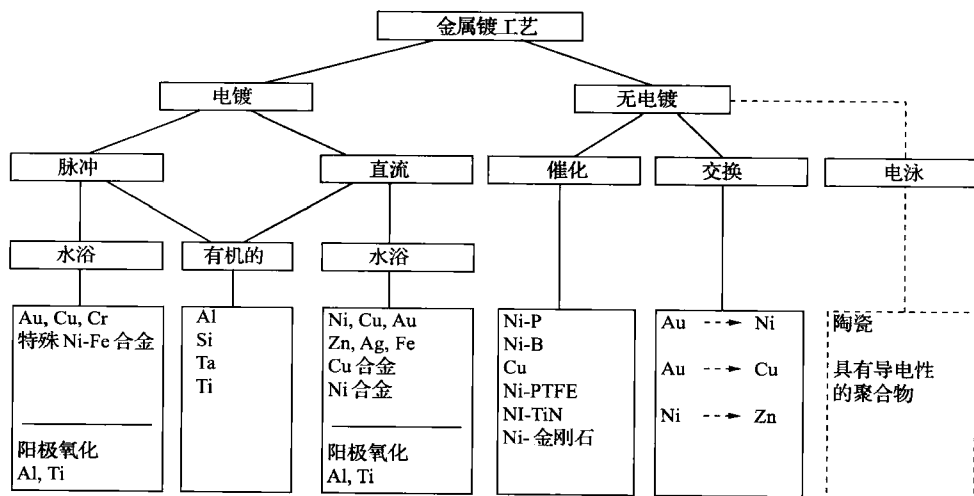 金属镀工艺
电镀
无电镀
脉冲
直流
催化
交换
电泳
水浴
有机的
水浴
Au, Cu, Cr
特殊 Ni-Fe 合金
阳极氧化
Al, Ti
Al
Si
Ta
Ti
Ni, Cu, Au
Zn, Ag, Fe
Cu 合金
Ni 合金
阳极氧化
Al, Ti
Ni-P
Ni-B
Cu
Ni-PTFE
NI-TiN
Ni- 金刚石
Au ⇢ Ni
Au ⇢ Cu
Ni ⇢ Zn
陶瓷
具有导电性
的聚合物